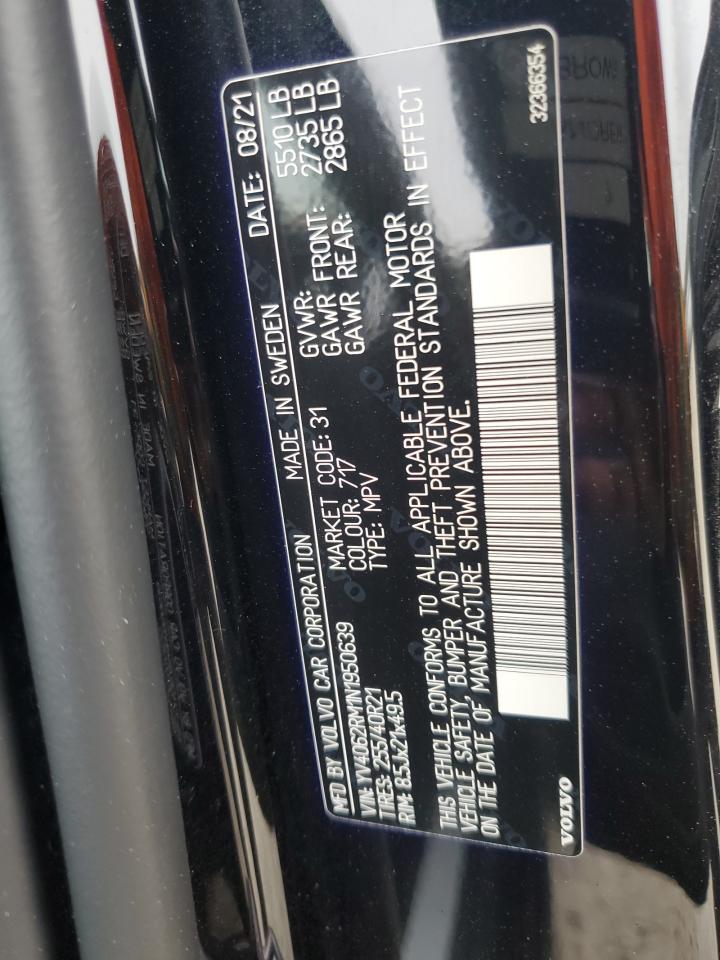 MFD BY VOLVO CAR CORPORATION MADE IN SWEDEN DATE: 08/21
VIN: YV4062RM1N1950639
TIRES: 255/40R21
RIM: 8.5Jx21x49.5
MARKET CODE: 31
COLOUR: 717
TYPE: MPV
GVWR: 5510 LB
GAWR FRONT: 2735 LB
GAWR REAR: 2865 LB
THIS VEHICLE CONFORMS TO ALL APPLICABLE FEDERAL MOTOR
VEHICLE SAFETY, BUMPER AND THEFT PREVENTION STANDARDS IN EFFECT
ON THE DATE OF MANUFACTURE SHOWN ABOVE.
VOLVO
32366354